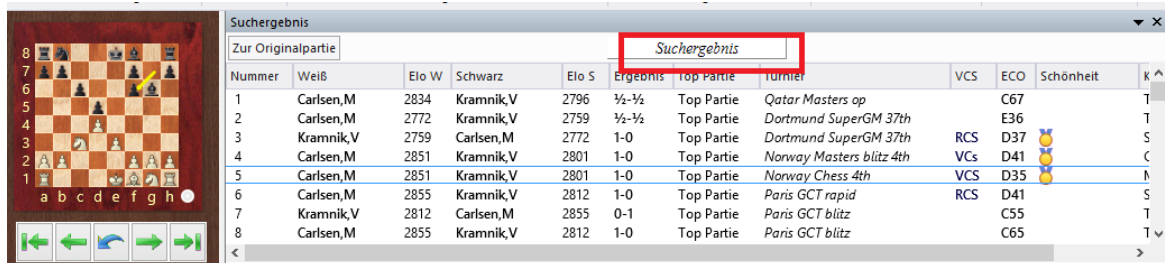 Suchergebnis
Zur Originalpartie Suchergebnis
Nummer Weiß Elo W Schwarz Elo S Ergebnis Top Partie Turnier VCS ECO Schönheit
1 Carlsen,M 2834 Kramnik,V 2796 ½-½ Top Partie Qatar Masters op C67
2 Carlsen,M 2772 Kramnik,V 2759 ½-½ Top Partie Dortmund SuperGM 37th E36
3 Kramnik,V 2759 Carlsen,M 2772 1-0 Top Partie Dortmund SuperGM 37th RCS D37
4 Carlsen,M 2851 Kramnik,V 2801 1-0 Top Partie Norway Masters blitz 4th VCs D41
5 Carlsen,M 2851 Kramnik,V 2801 1-0 Top Partie Norway Chess 4th VCS D35
6 Carlsen,M 2855 Kramnik,V 2812 1-0 Top Partie Paris GCT rapid RCS D41
7 Kramnik,V 2812 Carlsen,M 2855 0-1 Top Partie Paris GCT blitz C55
8 Carlsen,M 2855 Kramnik,V 2812 1-0 Top Partie Paris GCT blitz C65
8
7
6
5
4
3
2
1
a b c d e f g h